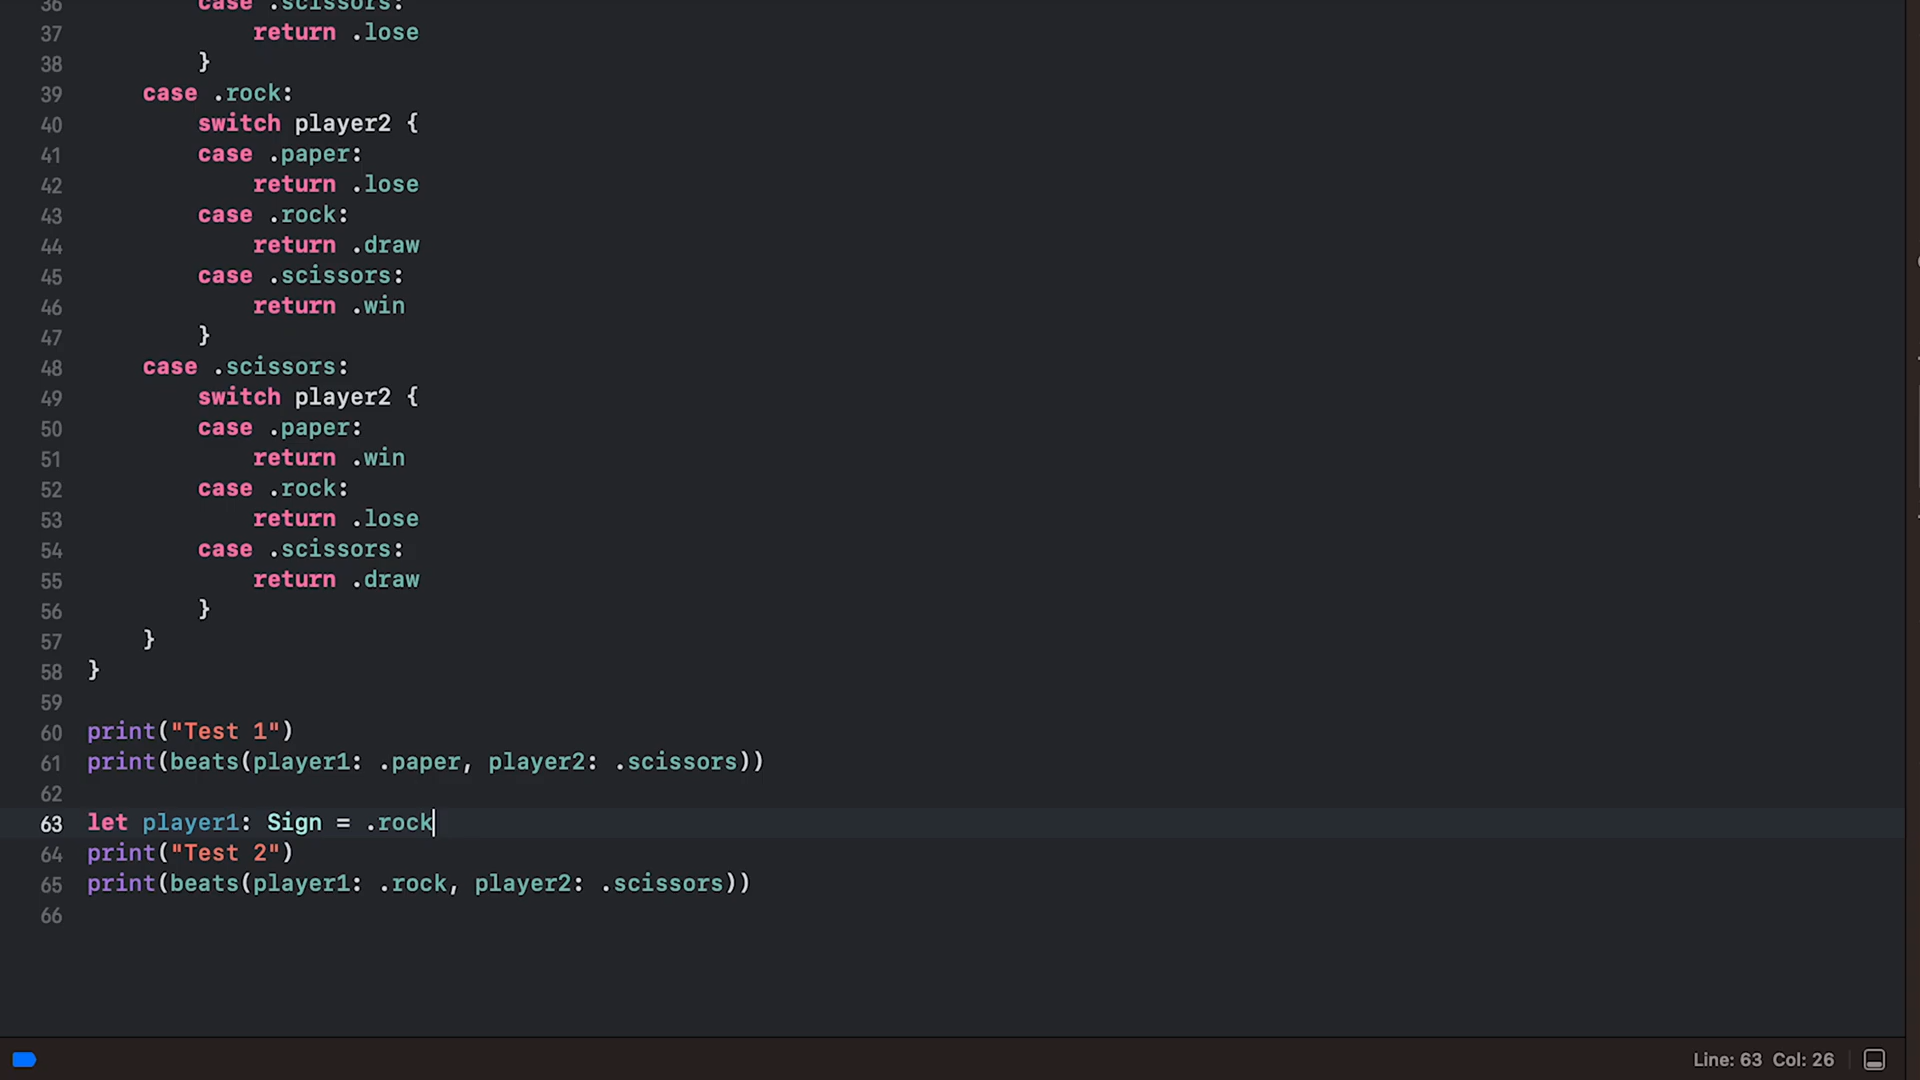 36 case .scissors:
37 return .lose
38 }
39 case .rock:
40 switch player2 {
41 case .paper:
42 return .lose
43 case .rock:
44 return .draw
45 case .scissors:
46 return .win
47 }
48 case .scissors:
49 switch player2 {
50 case .paper:
51 return .win
52 case .rock:
53 return .lose
54 case .scissors:
55 return .draw
56 }
57 }
58 }
59
60 print("Test 1")
61 print(beats(player1: .paper, player2: .scissors))
62
63 let player1: Sign = .rock
64 print("Test 2")
65 print(beats(player1: .rock, player2: .scissors))
66
Line: 63 Col: 26